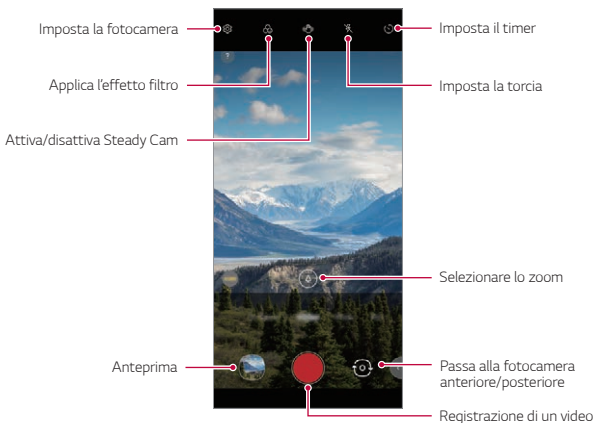 Imposta la fotocamera
Imposta il timer
Applica l'effetto filtro
Imposta la torcia
Attiva/disattiva Steady Cam
Selezionare lo zoom
Anteprima
Passa alla fotocamera
anteriore/posteriore
Registrazione di un video